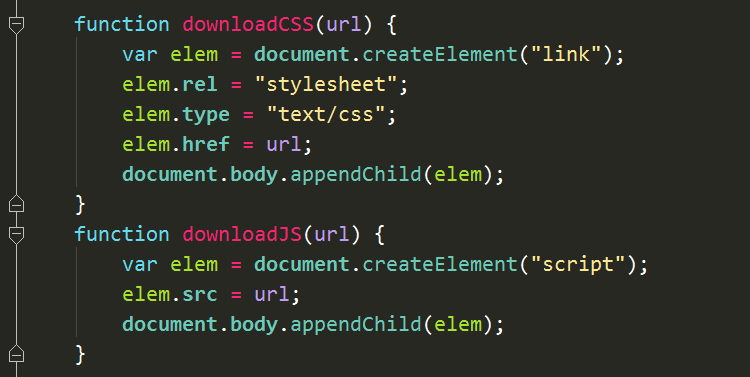 function downloadCSS(url) {
    var elem = document.createElement("link");
    elem.rel = "stylesheet";
    elem.type = "text/css";
    elem.href = url;
    document.body.appendChild(elem);
}
function downloadJS(url) {
    var elem = document.createElement("script");
    elem.src = url;
    document.body.appendChild(elem);
}